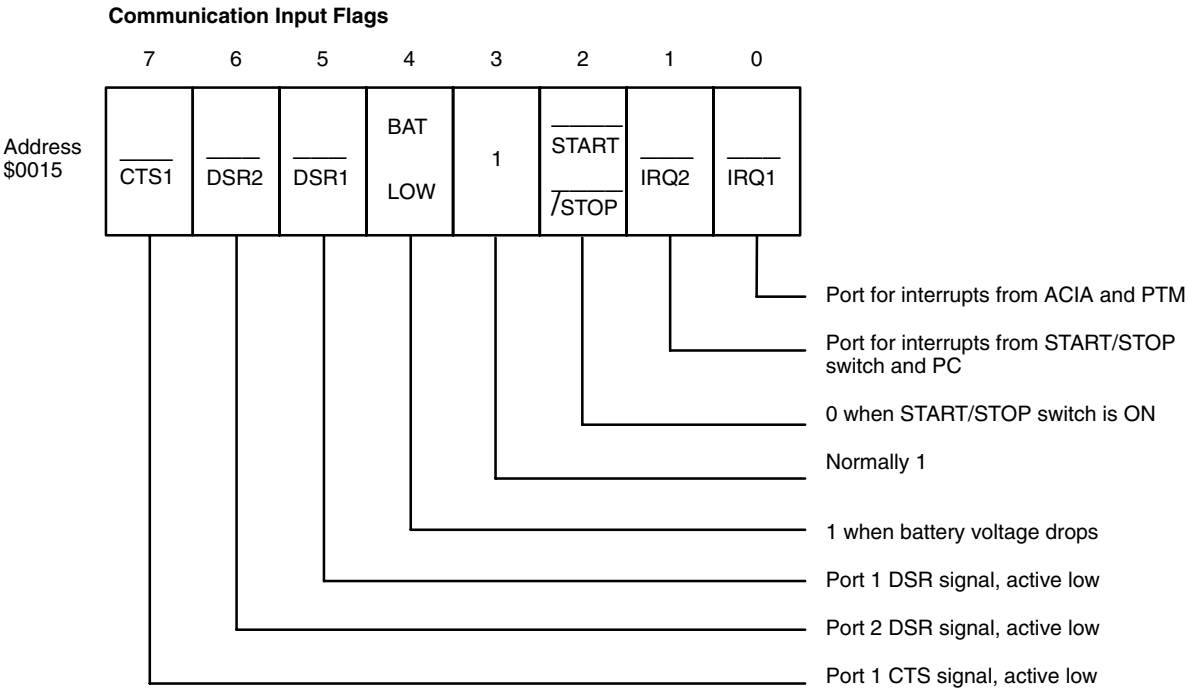 Communication Input Flags
7 6 5 4 3 2 1 0
Address
$0015
CTS1
DSR2
DSR1
BAT
LOW
1
START
/STOP
IRQ2
IRQ1
Port for interrupts from ACIA and PTM
Port for interrupts from START/STOP
switch and PC
0 when START/STOP switch is ON
Normally 1
1 when battery voltage drops
Port 1 DSR signal, active low
Port 2 DSR signal, active low
Port 1 CTS signal, active low